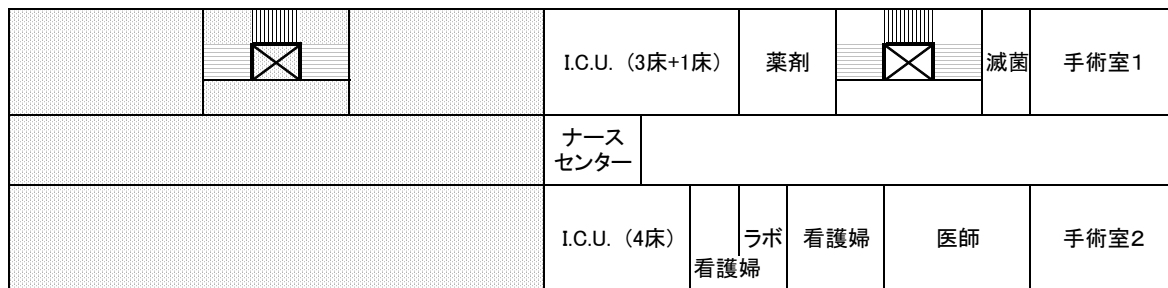 I.C.U.（3床+1床）
薬剤
滅菌
手術室1
ナース
センター
I.C.U.（4床）
看護婦
ラボ
看護婦
医師
手術室2